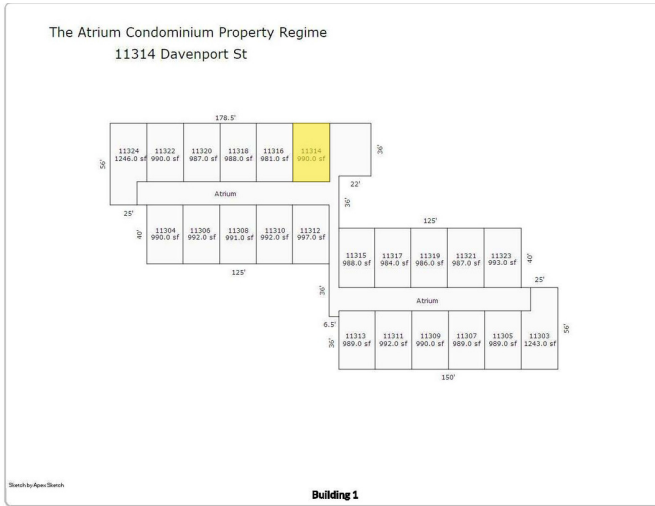 The Atrium Condominium Property Regime
11314 Davenport St
178.5'
11324
1246.0 sf
11322
990.0 sf
11320
987.0 sf
11318
988.0 sf
11316
981.0 sf
11314
990.0 sf
36'
56'
22'
Atrium
36'
25'
40'
11304
990.0 sf
11306
992.0 sf
11308
991.0 sf
11310
992.0 sf
11312
997.0 sf
125'
125'
11315
988.0 sf
11317
984.0 sf
11319
986.0 sf
11321
987.0 sf
11323
993.0 sf
40'
25'
36'
Atrium
6.5'
36'
11313
989.0 sf
11311
992.0 sf
11309
990.0 sf
11307
989.0 sf
11305
989.0 sf
11303
1243.0 sf
56'
150'
Sketch by Apex Sketch
Building 1